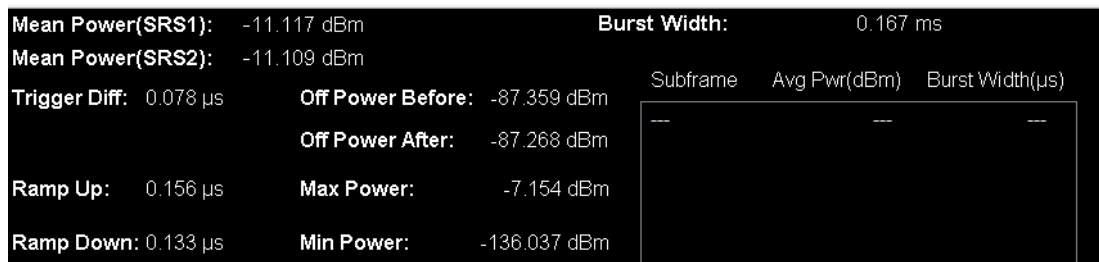 Mean Power(SRS1): -11.117 dBm Burst Width: 0.167 ms
Mean Power(SRS2): -11.109 dBm
Subframe Avg Pwr(dBm) Burst Width(µs)
Trigger Diff: 0.078 µs Off Power Before: -87.359 dBm
--- --- ---
Off Power After: -87.268 dBm
Ramp Up: 0.156 µs Max Power: -7.154 dBm
Ramp Down: 0.133 µs Min Power: -136.037 dBm